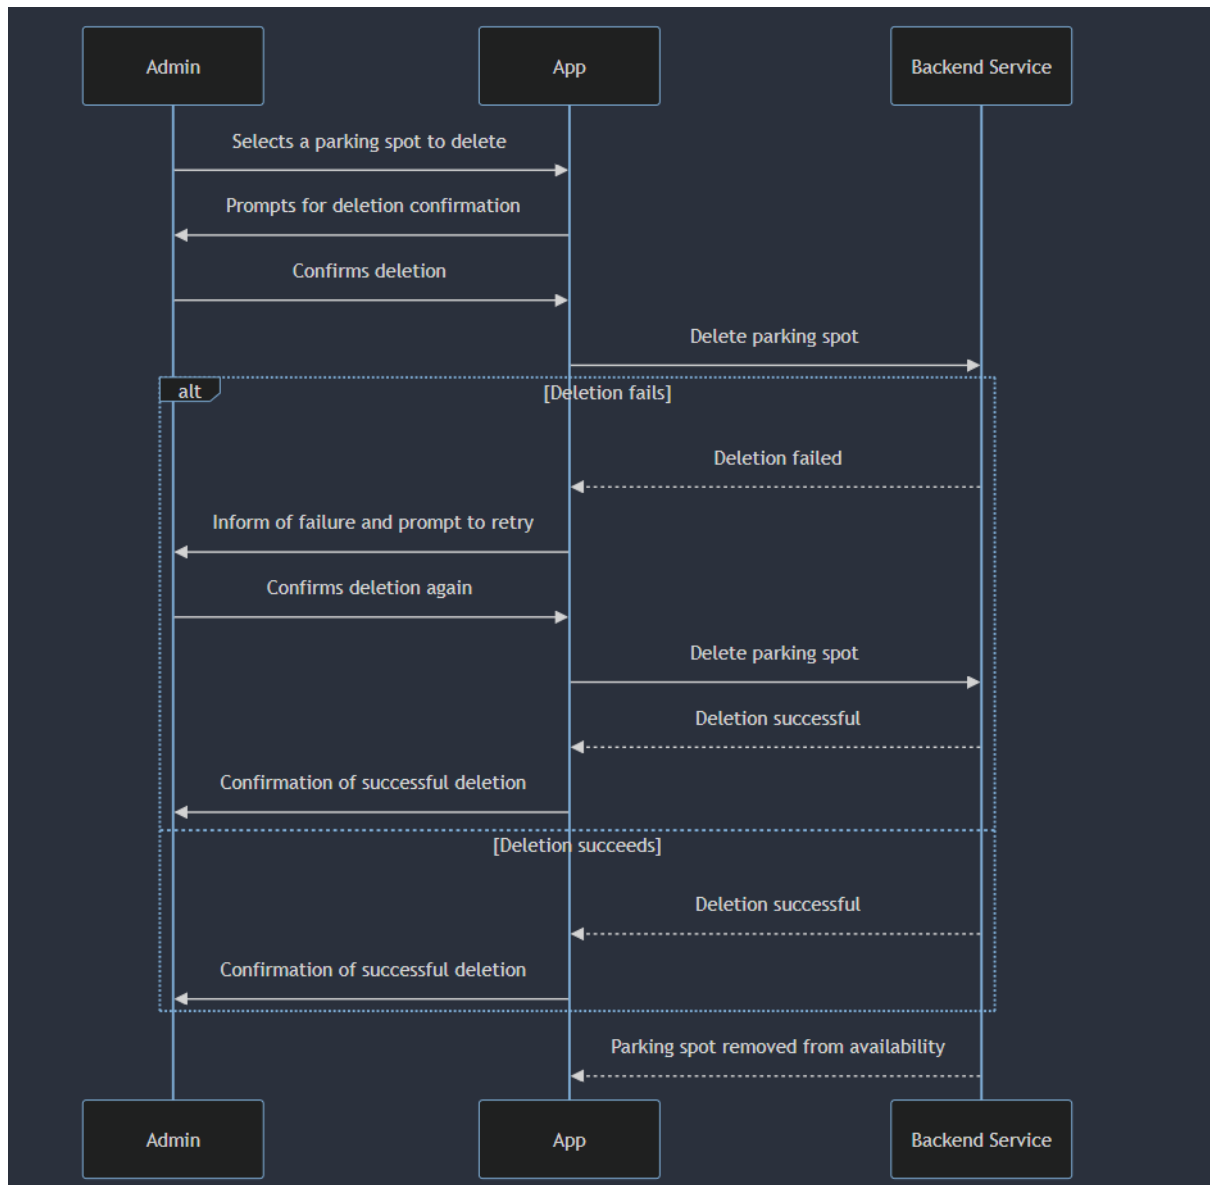 Admin
App
Backend Service
Selects a parking spot to delete
Prompts for deletion confirmation
Confirms deletion
Delete parking spot
alt
[Deletion fails]
Deletion failed
Inform of failure and prompt to retry
Confirms deletion again
Delete parking spot
Deletion successful
Confirmation of successful deletion
[Deletion succeeds]
Deletion successful
Confirmation of successful deletion
Parking spot removed from availability
Admin
App
Backend Service